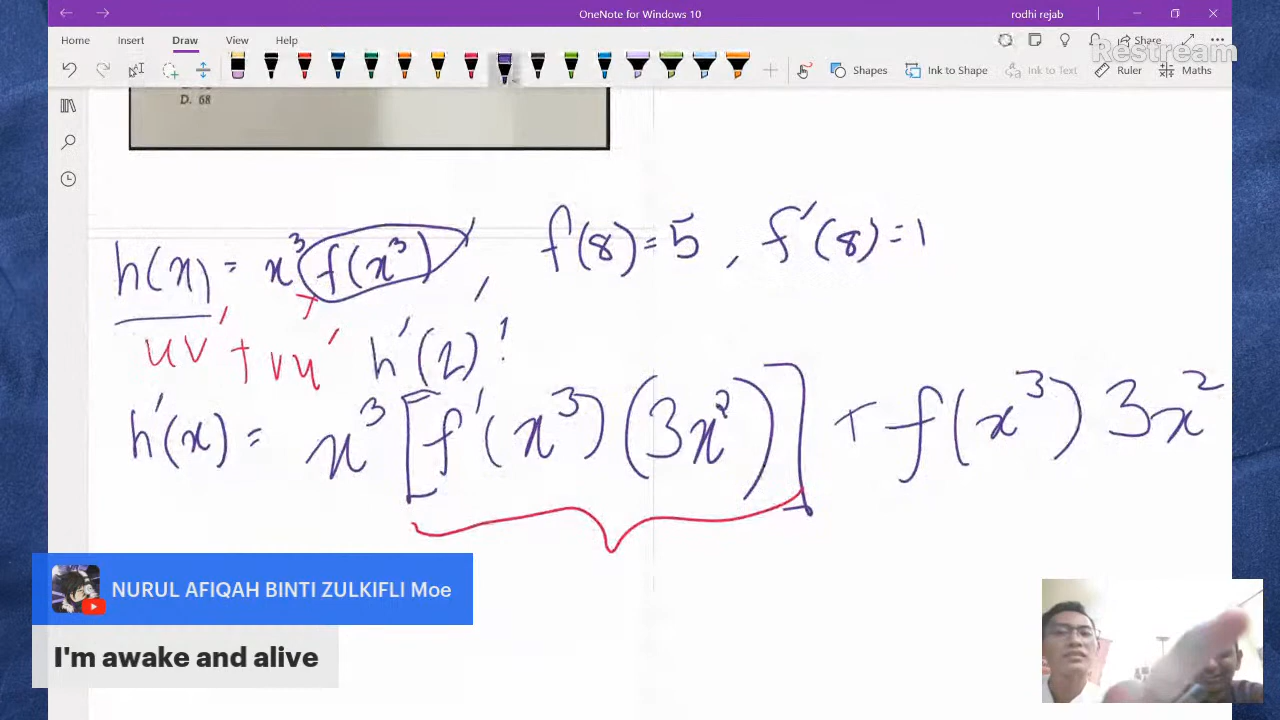 OneNote for Windows 10
rodhi rejab
Home Insert Draw View Help
Share
Restream
Shapes Ink to Shape Ink to Text Ruler Maths
D. 68
h(x) = x³ f(x³) , f(8) = 5 , f'(8) = 1
uv' + vu' h'(2) !
h'(x) = x³ [f'(x³)(3x²)] + f(x³) 3x²
NURUL AFIQAH BINTI ZULKIFLI Moe
I'm awake and alive